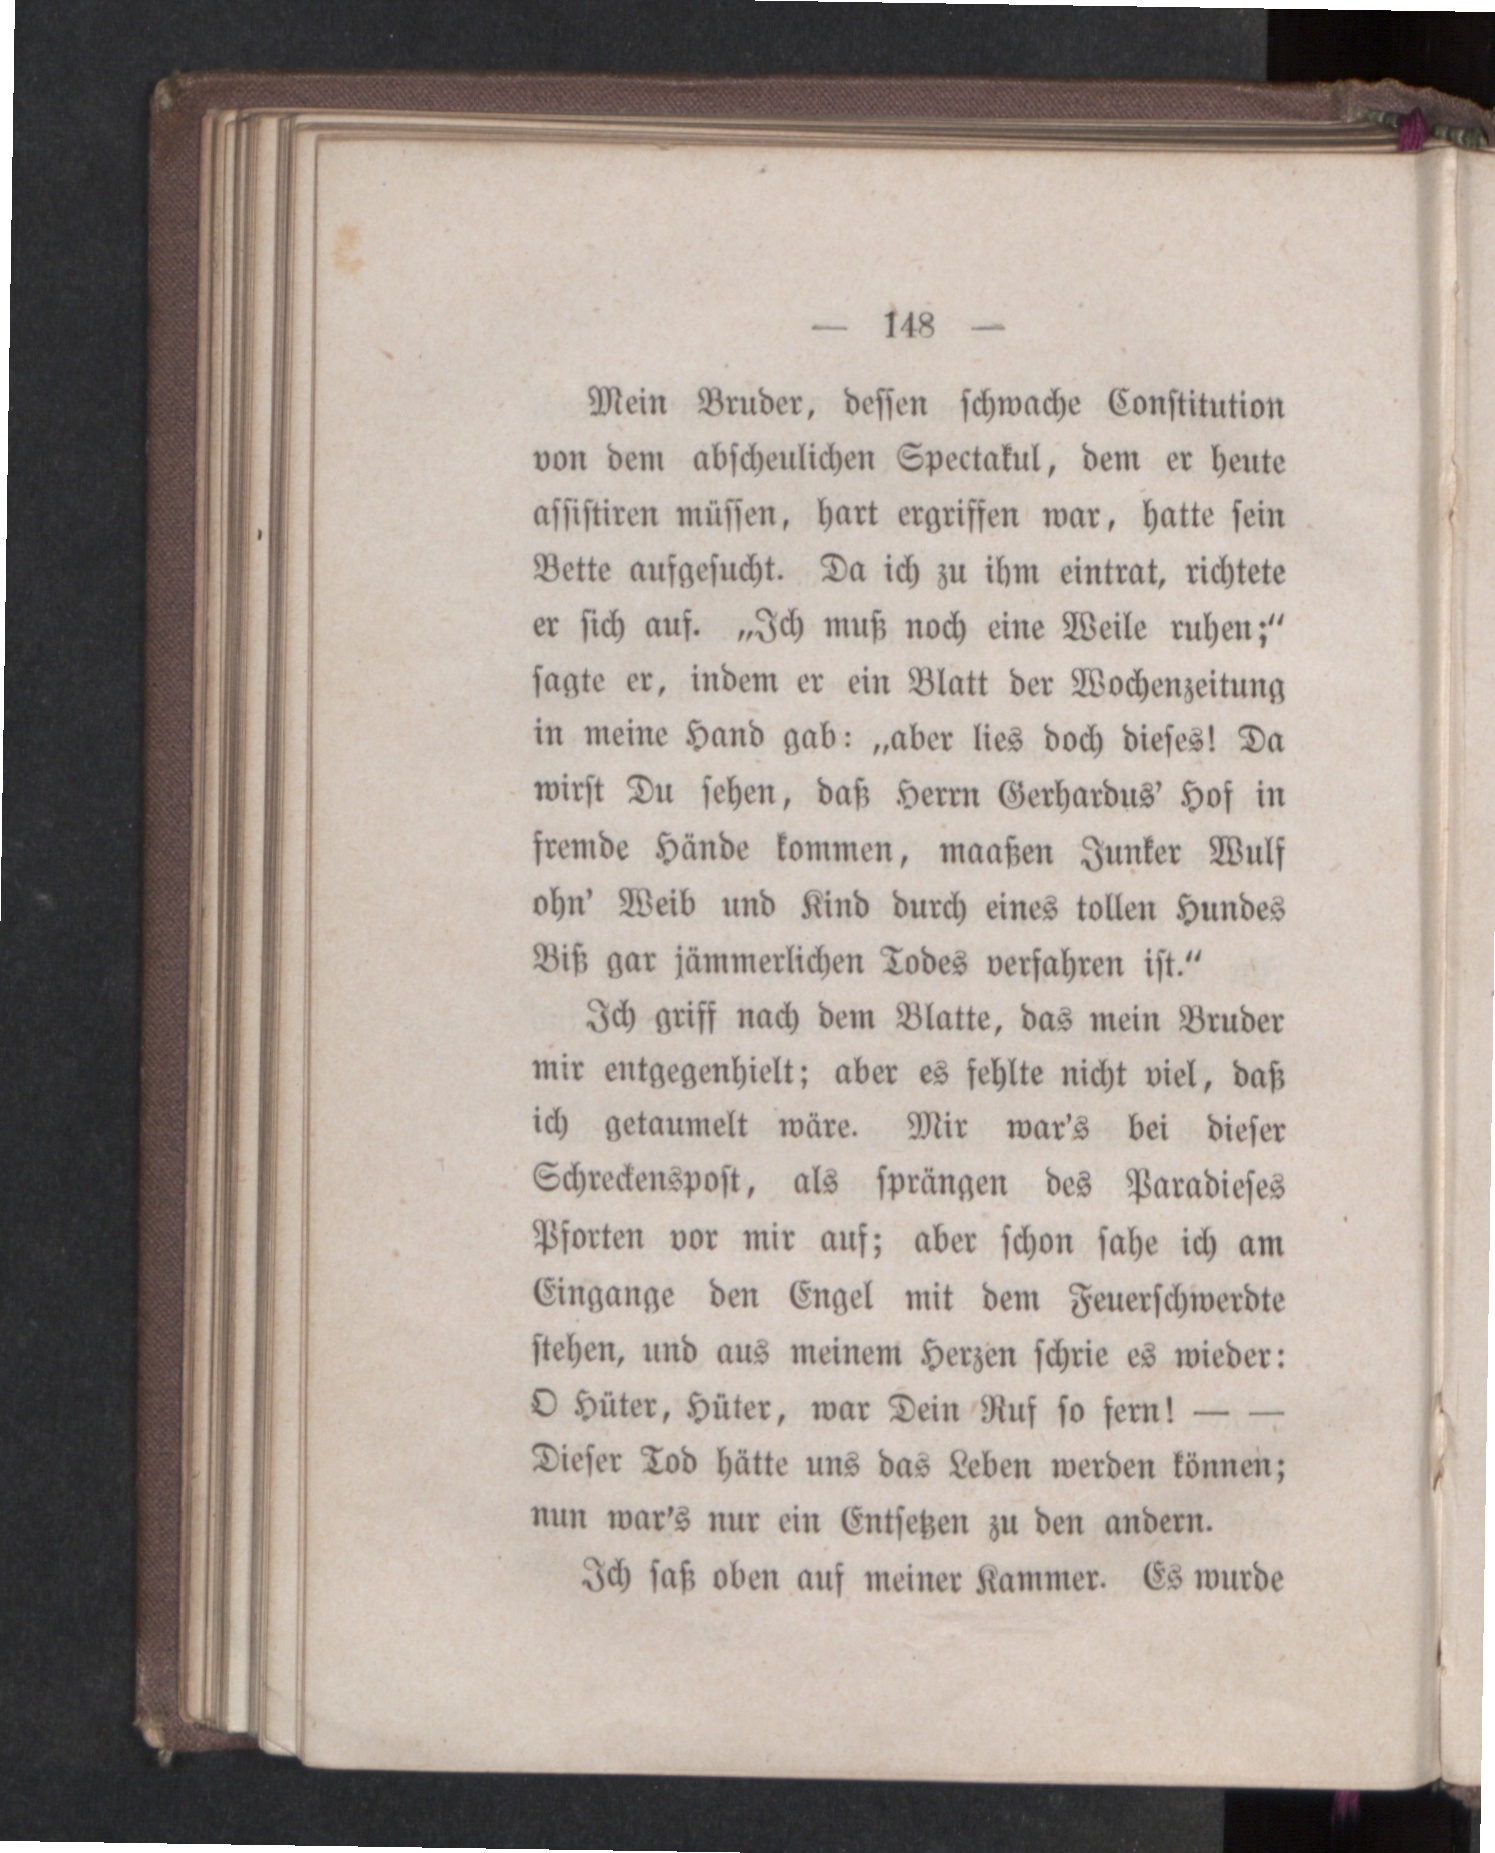 — 148 —
Mein Bruder, dessen schwache Constitution
von dem abscheulichen Spectakul, dem er heute
assistiren müssen, hart ergriffen war, hatte sein
Bette aufgesucht. Da ich zu ihm eintrat, richtete
er sich auf. „Ich muß noch eine Weile ruhen;“
sagte er, indem er ein Blatt der Wochenzeitung
in meine Hand gab: „aber lies doch dieses! Da
wirst Du sehen, daß Herrn Gerhardus’ Hof in
fremde Hände kommen, maaßen Junker Wulf
ohn’ Weib und Kind durch eines tollen Hundes
Biß gar jämmerlichen Todes verfahren ist.“
Ich griff nach dem Blatte, das mein Bruder
mir entgegenhielt; aber es fehlte nicht viel, daß
ich getaumelt wäre. Mir war’s bei dieser
Schreckenspost, als sprängen des Paradieses
Pforten vor mir auf; aber schon sahe ich am
Eingange den Engel mit dem Feuerschwerdte
stehen, und aus meinem Herzen schrie es wieder:
O Hüter, Hüter, war Dein Ruf so fern! — —
Dieser Tod hätte uns das Leben werden können;
nun war’s nur ein Entsetzen zu den andern.
Ich saß oben auf meiner Kammer. Es wurde